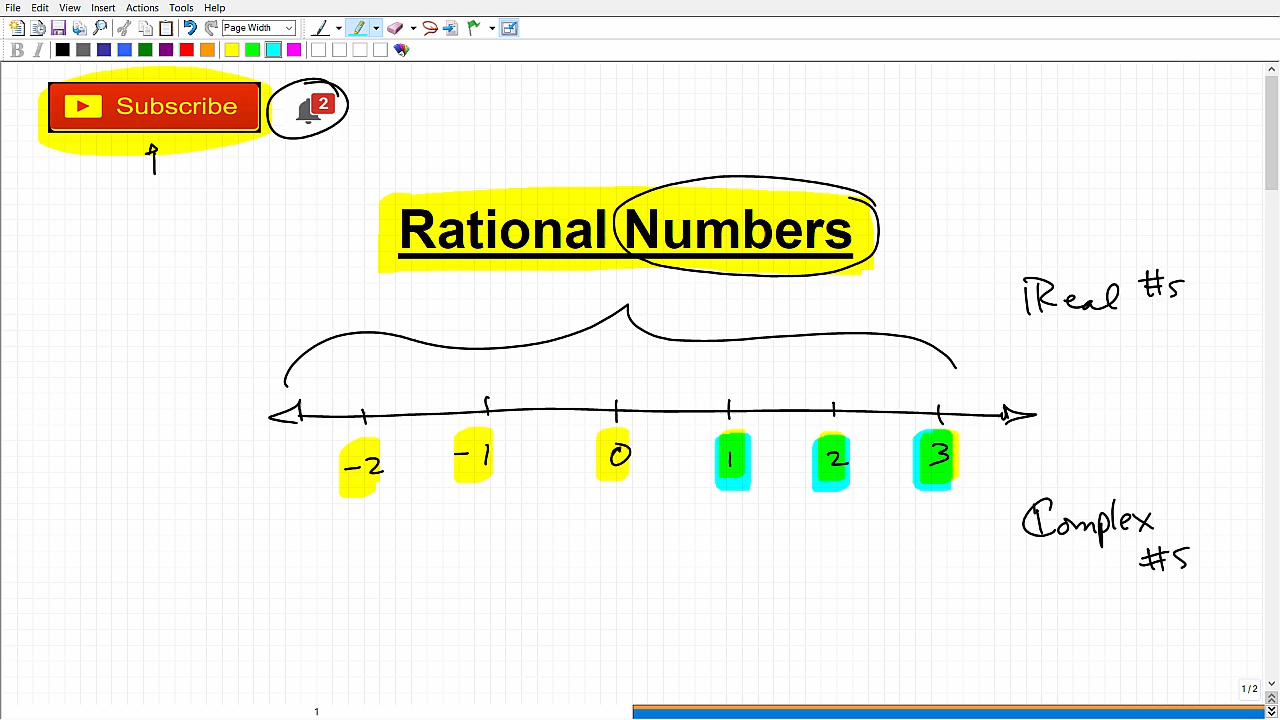 File Edit View Insert Actions Tools Help
Page Width
B I
Subscribe 2
Rational Numbers
Real #s
-2 -1 0 1 2 3
Complex
#s
1/2
1